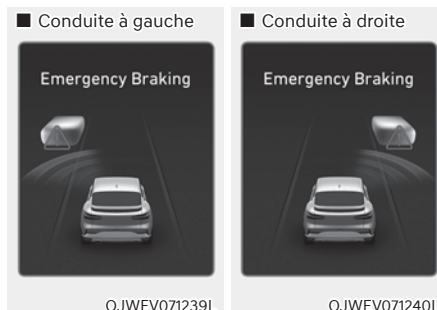 ■ Conduite à gauche
Emergency Braking
OJWEV071239L
■ Conduite à droite
Emergency Braking
OJWEV071240L